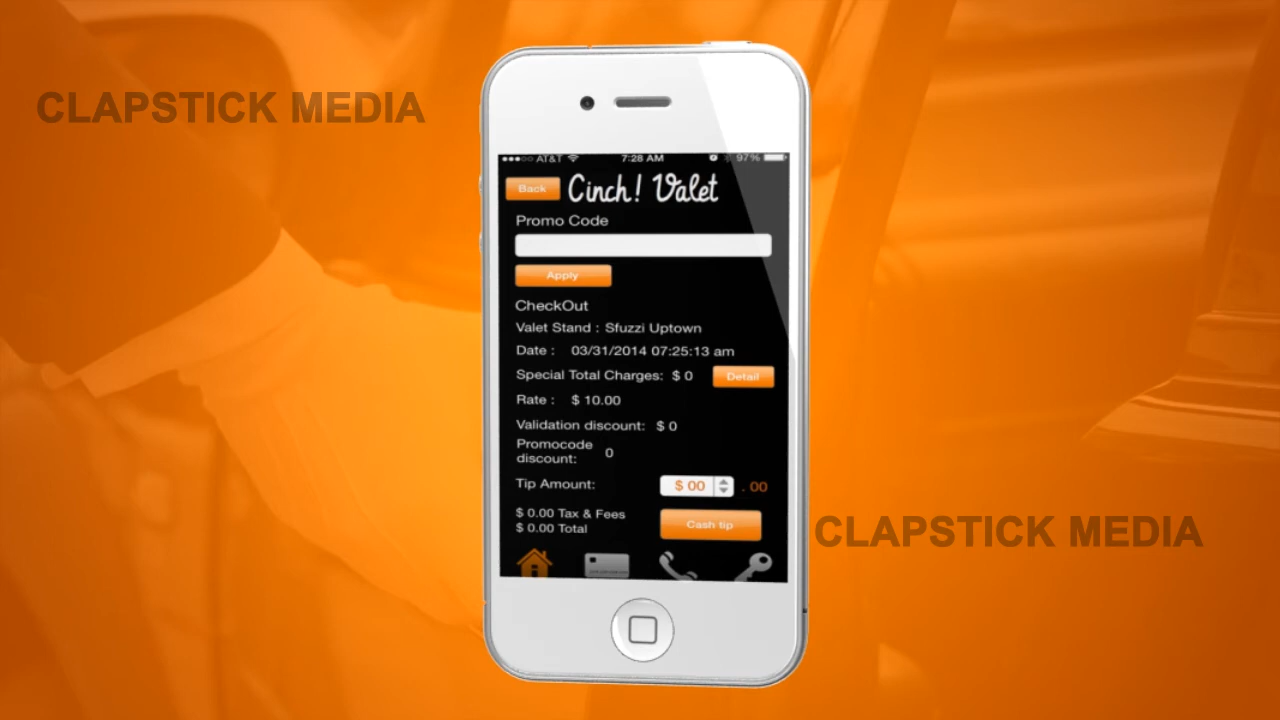 CLAPSTICK MEDIA
AT&T 7:28 AM 97%
Back Cinch! Valet
Promo Code
Apply
CheckOut
Valet Stand : Sfuzzi Uptown
Date : 03/31/2014 07:25:13 am
Special Total Charges: $ 0 Detail
Rate : $ 10.00
Validation discount: $ 0
Promocode
discount: 0
Tip Amount: $ 00 . 00
$ 0.00 Tax & Fees
$ 0.00 Total
Cash tip
CLAPSTICK MEDIA